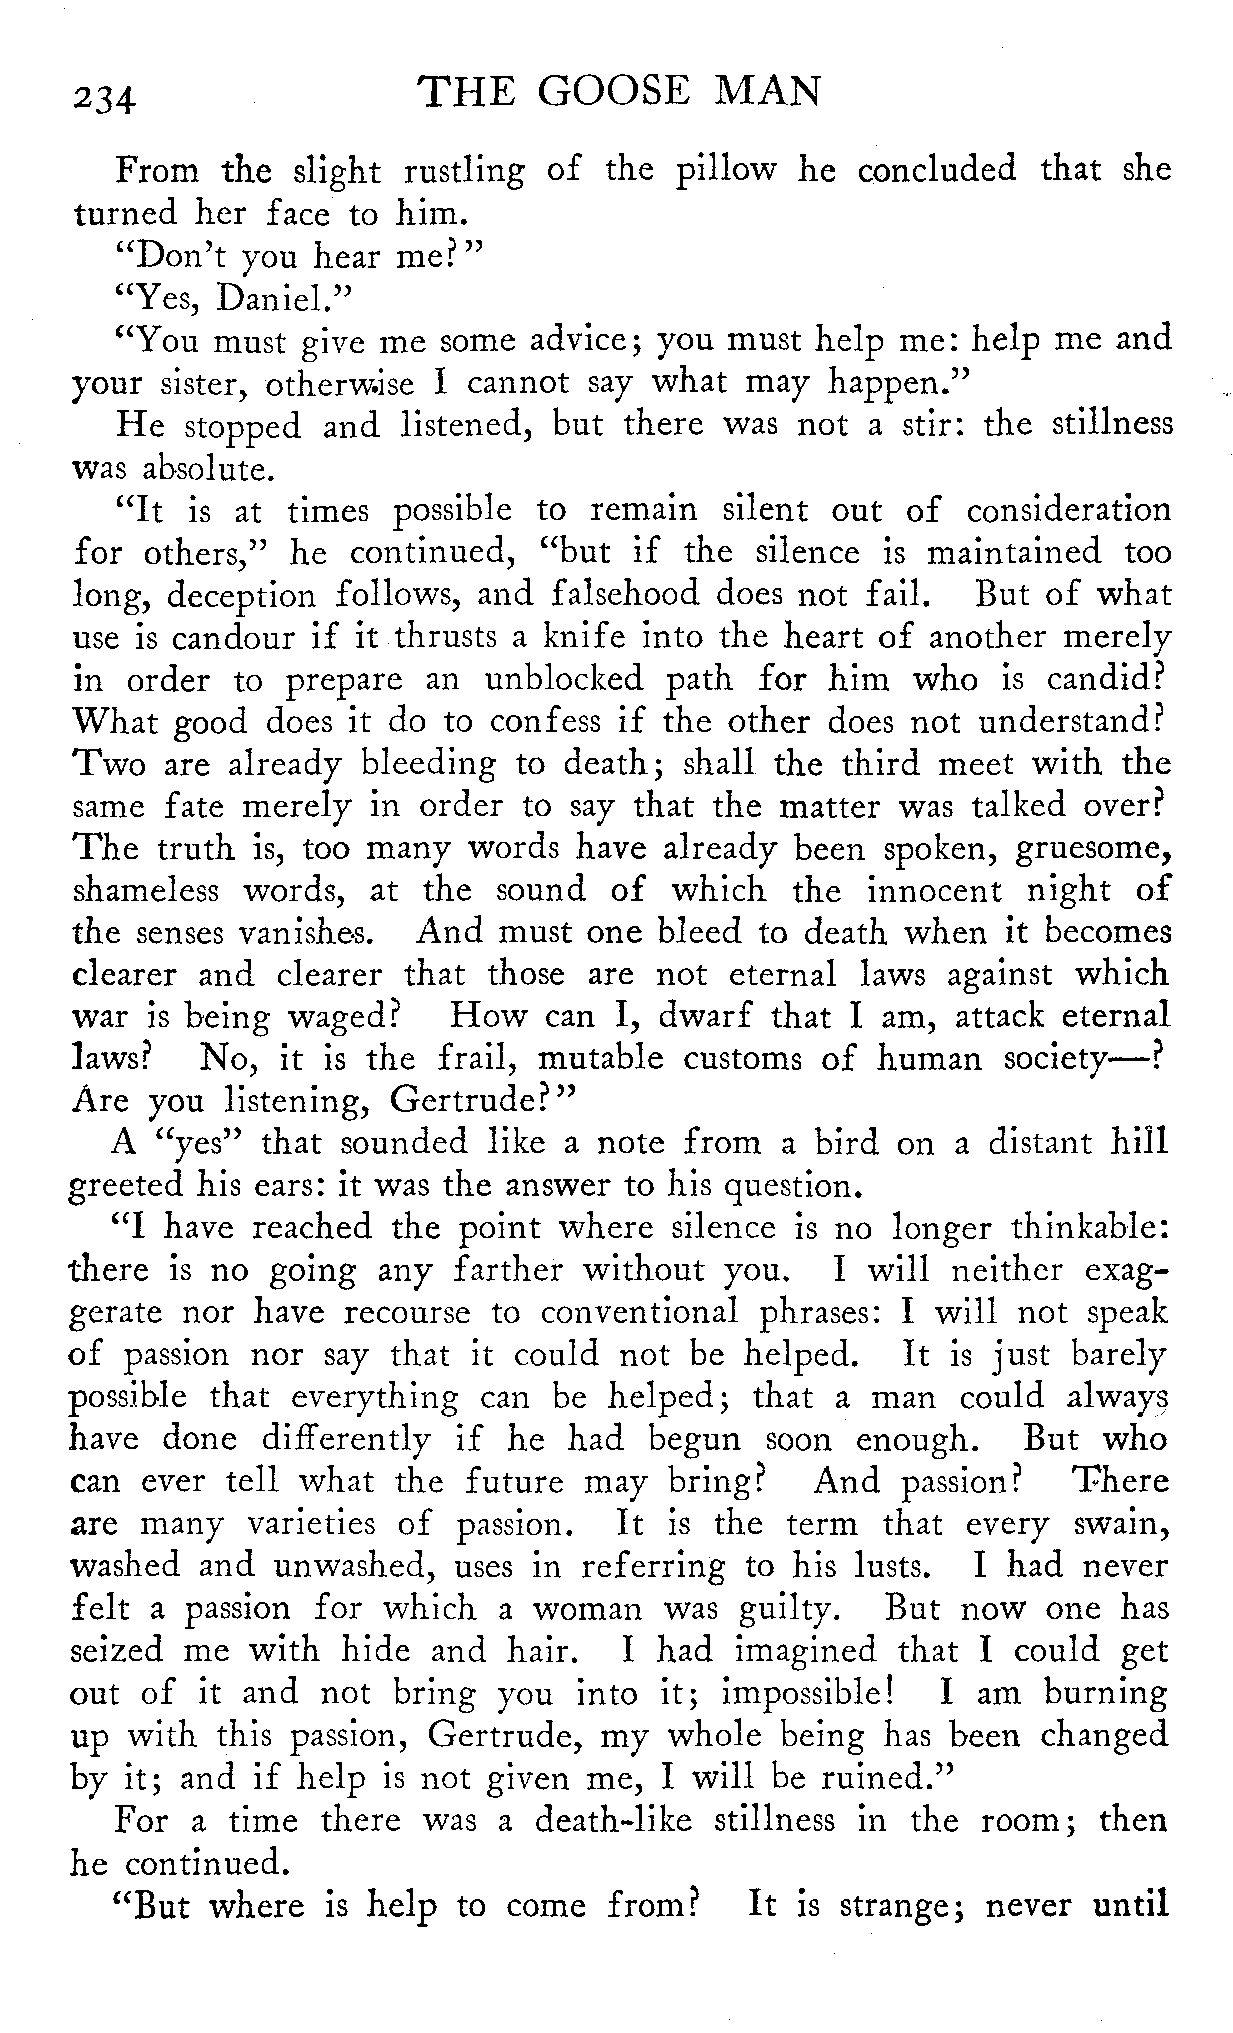 234 THE GOOSE MAN
From the slight rustling of the pillow he concluded that she
turned her face to him.
“Don’t you hear me?”
“Yes, Daniel.”
“You must give me some advice; you must help me: help me and
your sister, otherwise I cannot say what may happen.”
He stopped and listened, but there was not a stir: the stillness
was absolute.
“It is at times possible to remain silent out of consideration
for others,” he continued, “but if the silence is maintained too
long, deception follows, and falsehood does not fail. But of what
use is candour if it thrusts a knife into the heart of another merely
in order to prepare an unblocked path for him who is candid?
What good does it do to confess if the other does not understand?
Two are already bleeding to death; shall the third meet with the
same fate merely in order to say that the matter was talked over?
The truth is, too many words have already been spoken, gruesome,
shameless words, at the sound of which the innocent night of
the senses vanishes. And must one bleed to death when it becomes
clearer and clearer that those are not eternal laws against which
war is being waged? How can I, dwarf that I am, attack eternal
laws? No, it is the frail, mutable customs of human society—?
Are you listening, Gertrude?”
A “yes” that sounded like a note from a bird on a distant hill
greeted his ears: it was the answer to his question.
“I have reached the point where silence is no longer thinkable:
there is no going any farther without you. I will neither exag-
gerate nor have recourse to conventional phrases: I will not speak
of passion nor say that it could not be helped. It is just barely
possible that everything can be helped; that a man could always
have done differently if he had begun soon enough. But who
can ever tell what the future may bring? And passion? There
are many varieties of passion. It is the term that every swain,
washed and unwashed, uses in referring to his lusts. I had never
felt a passion for which a woman was guilty. But now one has
seized me with hide and hair. I had imagined that I could get
out of it and not bring you into it; impossible! I am burning
up with this passion, Gertrude, my whole being has been changed
by it; and if help is not given me, I will be ruined.”
For a time there was a death-like stillness in the room; then
he continued.
“But where is help to come from? It is strange; never until